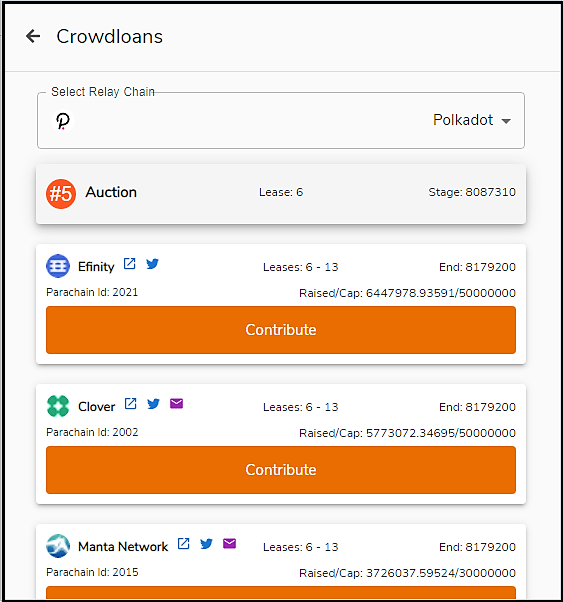 Crowdloans
Select Relay Chain
Polkadot
#5 Auction Lease: 6 Stage: 8087310
Efinity Leases: 6 - 13 End: 8179200
Parachain Id: 2021 Raised/Cap: 6447978.93591/50000000
Contribute
Clover Leases: 6 - 13 End: 8179200
Parachain Id: 2002 Raised/Cap: 5773072.34695/50000000
Contribute
Manta Network Leases: 6 - 13 End: 8179200
Parachain Id: 2015 Raised/Cap: 3726037.59524/30000000